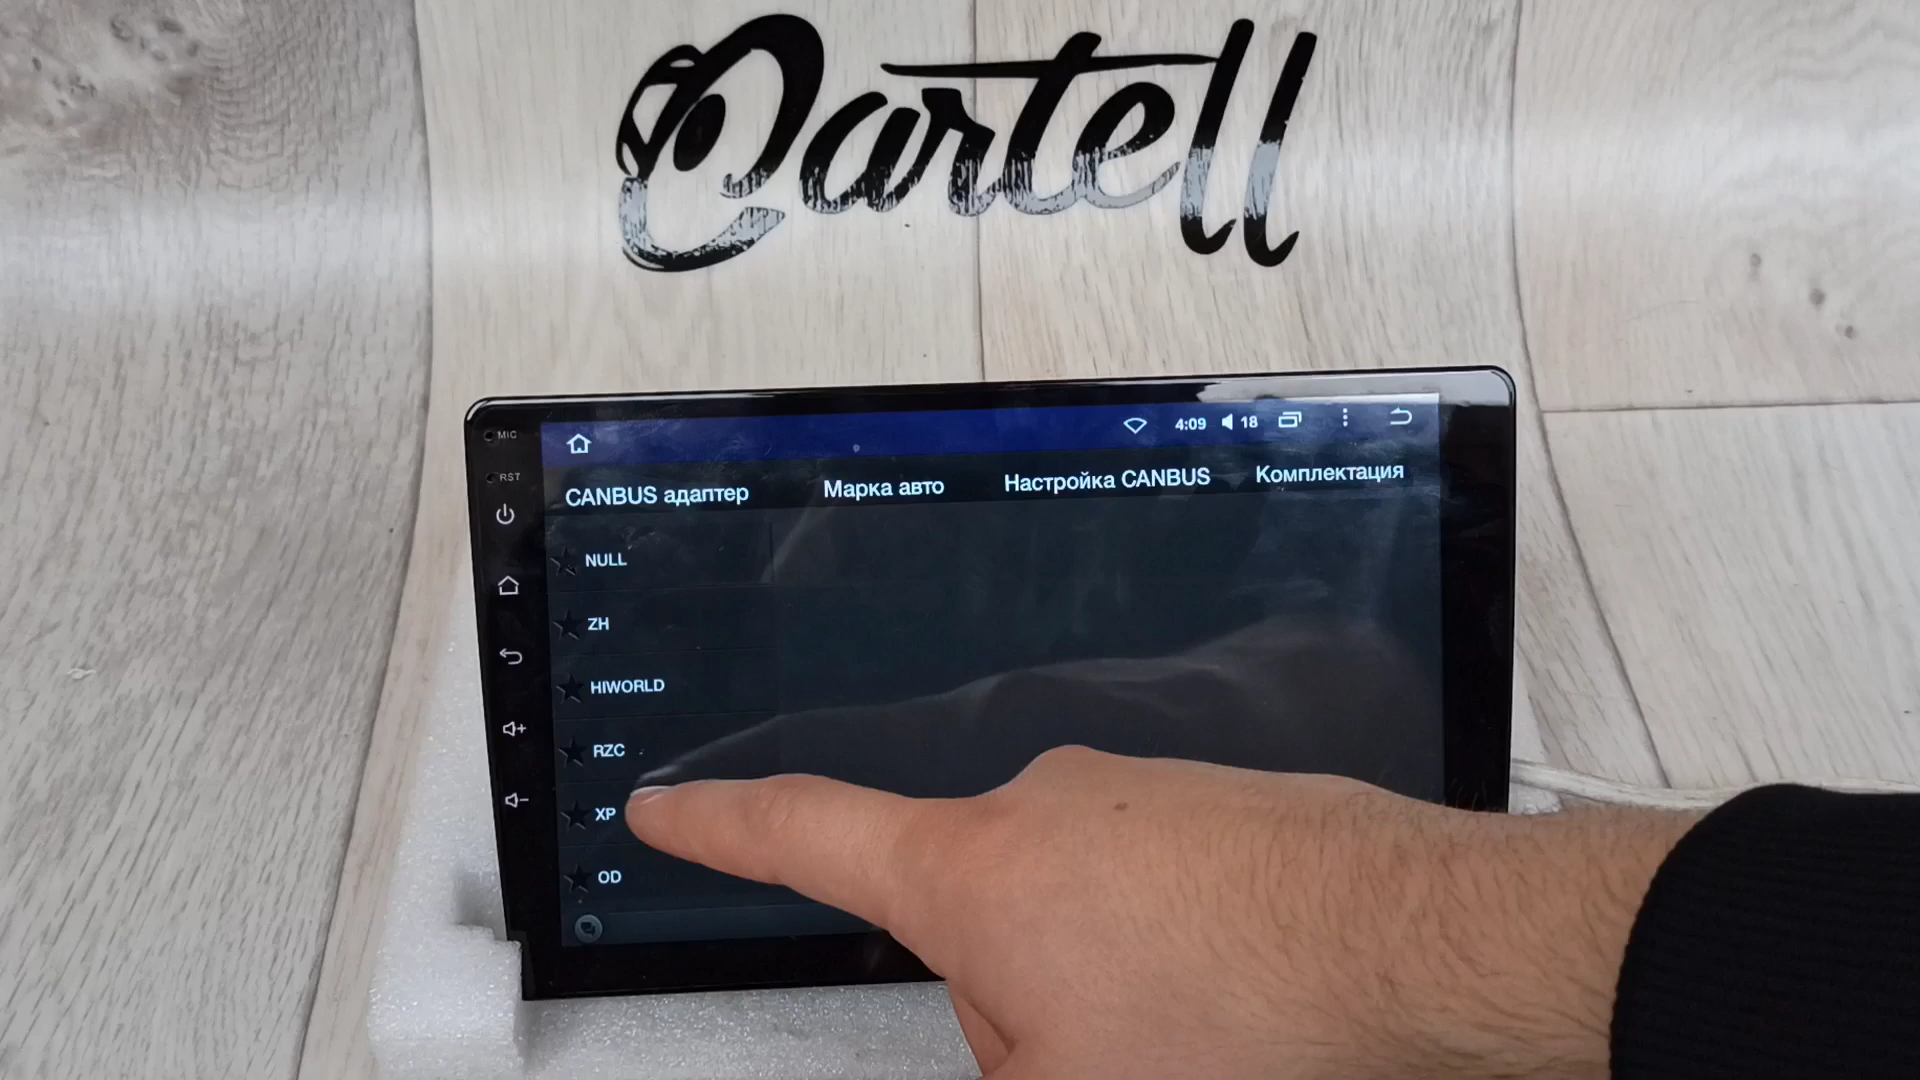 Cartell
MIC
4:09 18
RST
CANBUS адаптер Марка авто Настройка CANBUS Комплектация
NULL
ZH
HIWORLD
RZC
XP
OD